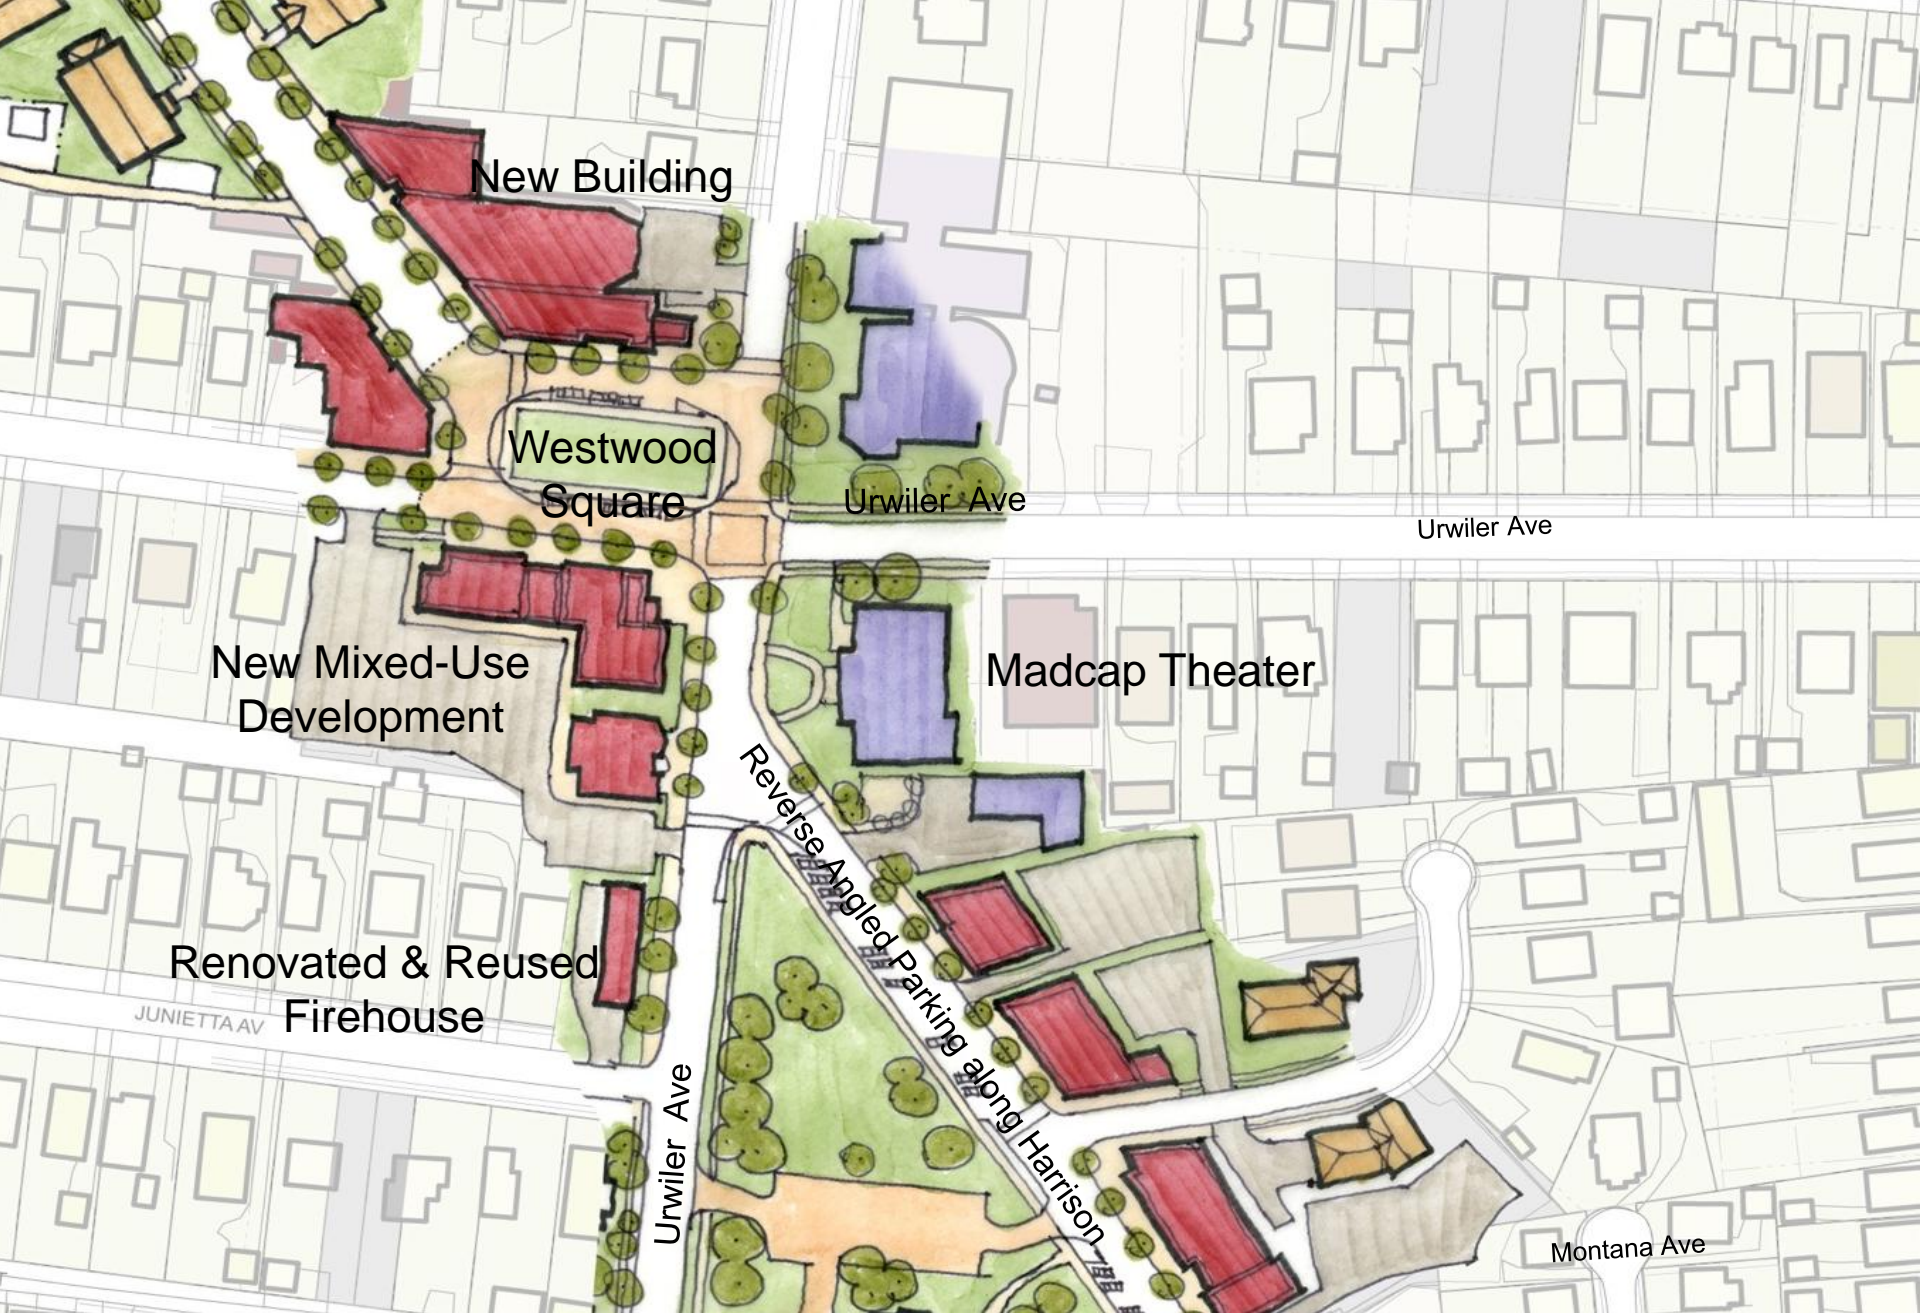 New Building
Westwood
Square
Urwiler Ave
Urwiler Ave
New Mixed-Use
Development
Madcap Theater
Reverse Angled Parking along Harrison
Renovated & Reused
Firehouse
JUNIETTA AV
Urwiler Ave
Montana Ave